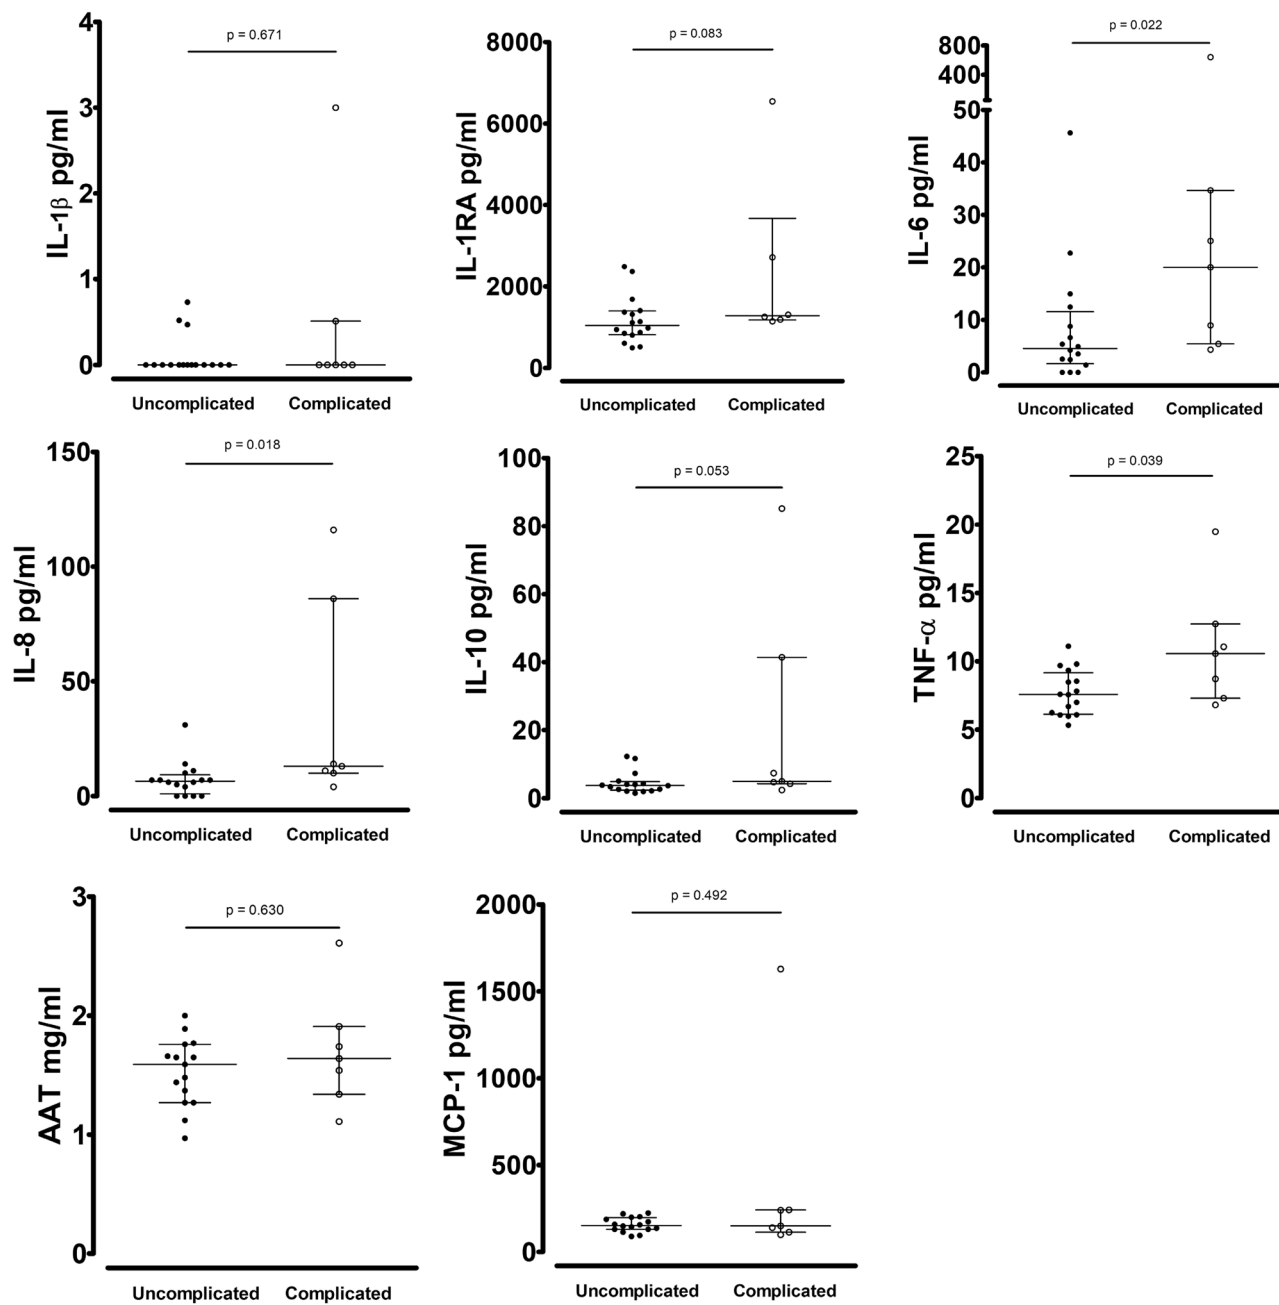 4
3
2
1
0
IL-1β pg/ml
p = 0.671
Uncomplicated Complicated
8000
6000
4000
2000
0
IL-1RA pg/ml
p = 0.083
Uncomplicated Complicated
800
400
50
40
30
20
10
0
IL-6 pg/ml
p = 0.022
Uncomplicated Complicated
150
100
50
0
IL-8 pg/ml
p = 0.018
Uncomplicated Complicated
100
80
60
40
20
0
IL-10 pg/ml
p = 0.053
Uncomplicated Complicated
25
20
15
10
5
0
TNF-α pg/ml
p = 0.039
Uncomplicated Complicated
3
2
1
0
AAT mg/ml
p = 0.630
Uncomplicated Complicated
2000
1500
1000
500
0
MCP-1 pg/ml
p = 0.492
Uncomplicated Complicated